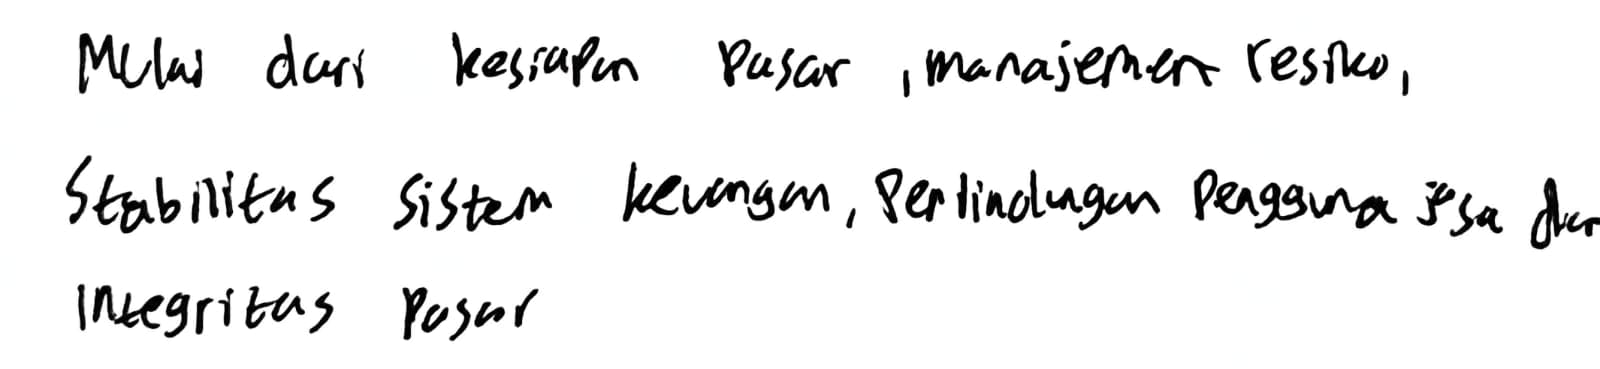 Mulai dari kesiapan pasar, manajemen resiko,
Stabilitas sistem keuangan, Perlindungan Pengguna jasa dan
Integritas Pasar